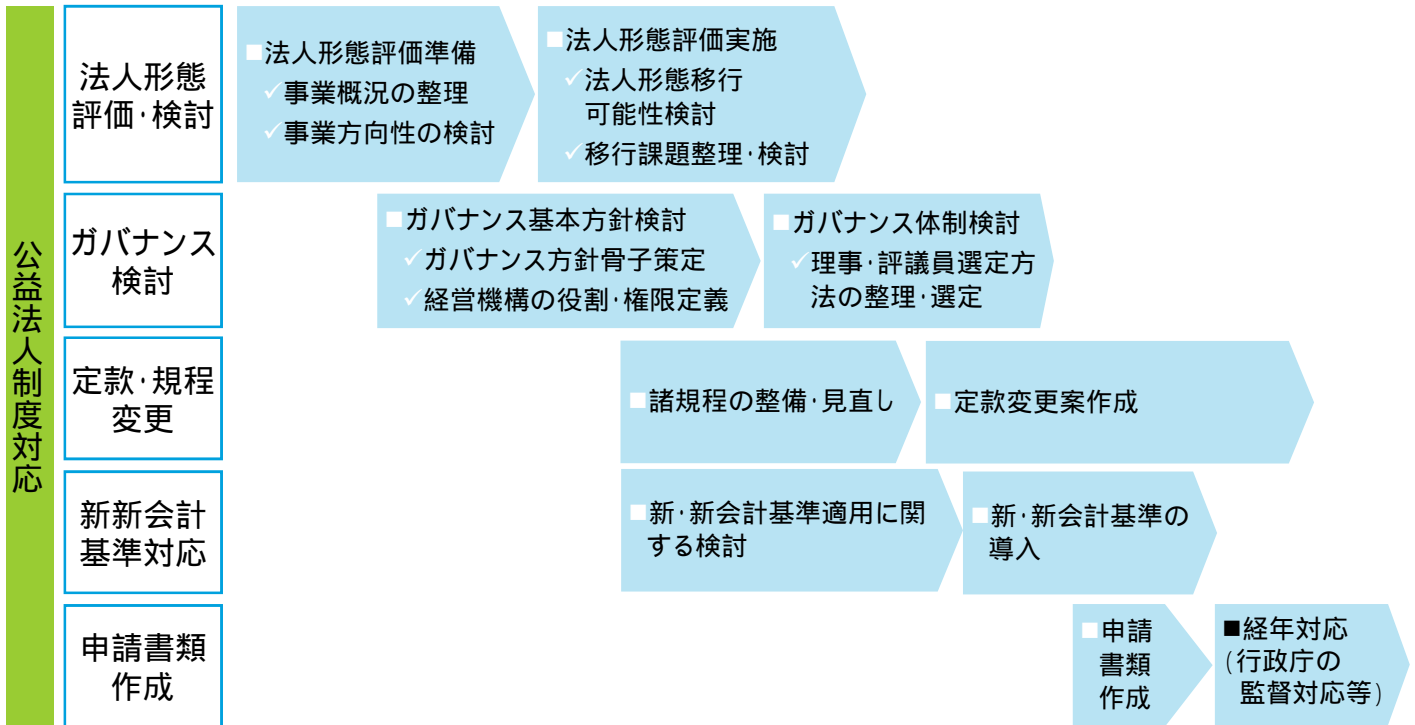 公益法人制度対応
法人形態
評価・検討
■法人形態評価準備
✓事業概況の整理
✓事業方向性の検討
■法人形態評価実施
✓法人形態移行
可能性検討
✓移行課題整理・検討
ガバナンス
検討
■ガバナンス基本方針検討
✓ガバナンス方針骨子策定
✓経営機構の役割・権限定義
■ガバナンス体制検討
✓理事・評議員選定方
法の整理・選定
定款・規程
変更
■諸規程の整備・見直し
■定款変更案作成
新新会計
基準対応
■新・新会計基準適用に関
する検討
■新・新会計基準の
導入
申請書類
作成
■申請
書類
作成
■経年対応
(行政庁の
監督対応等)